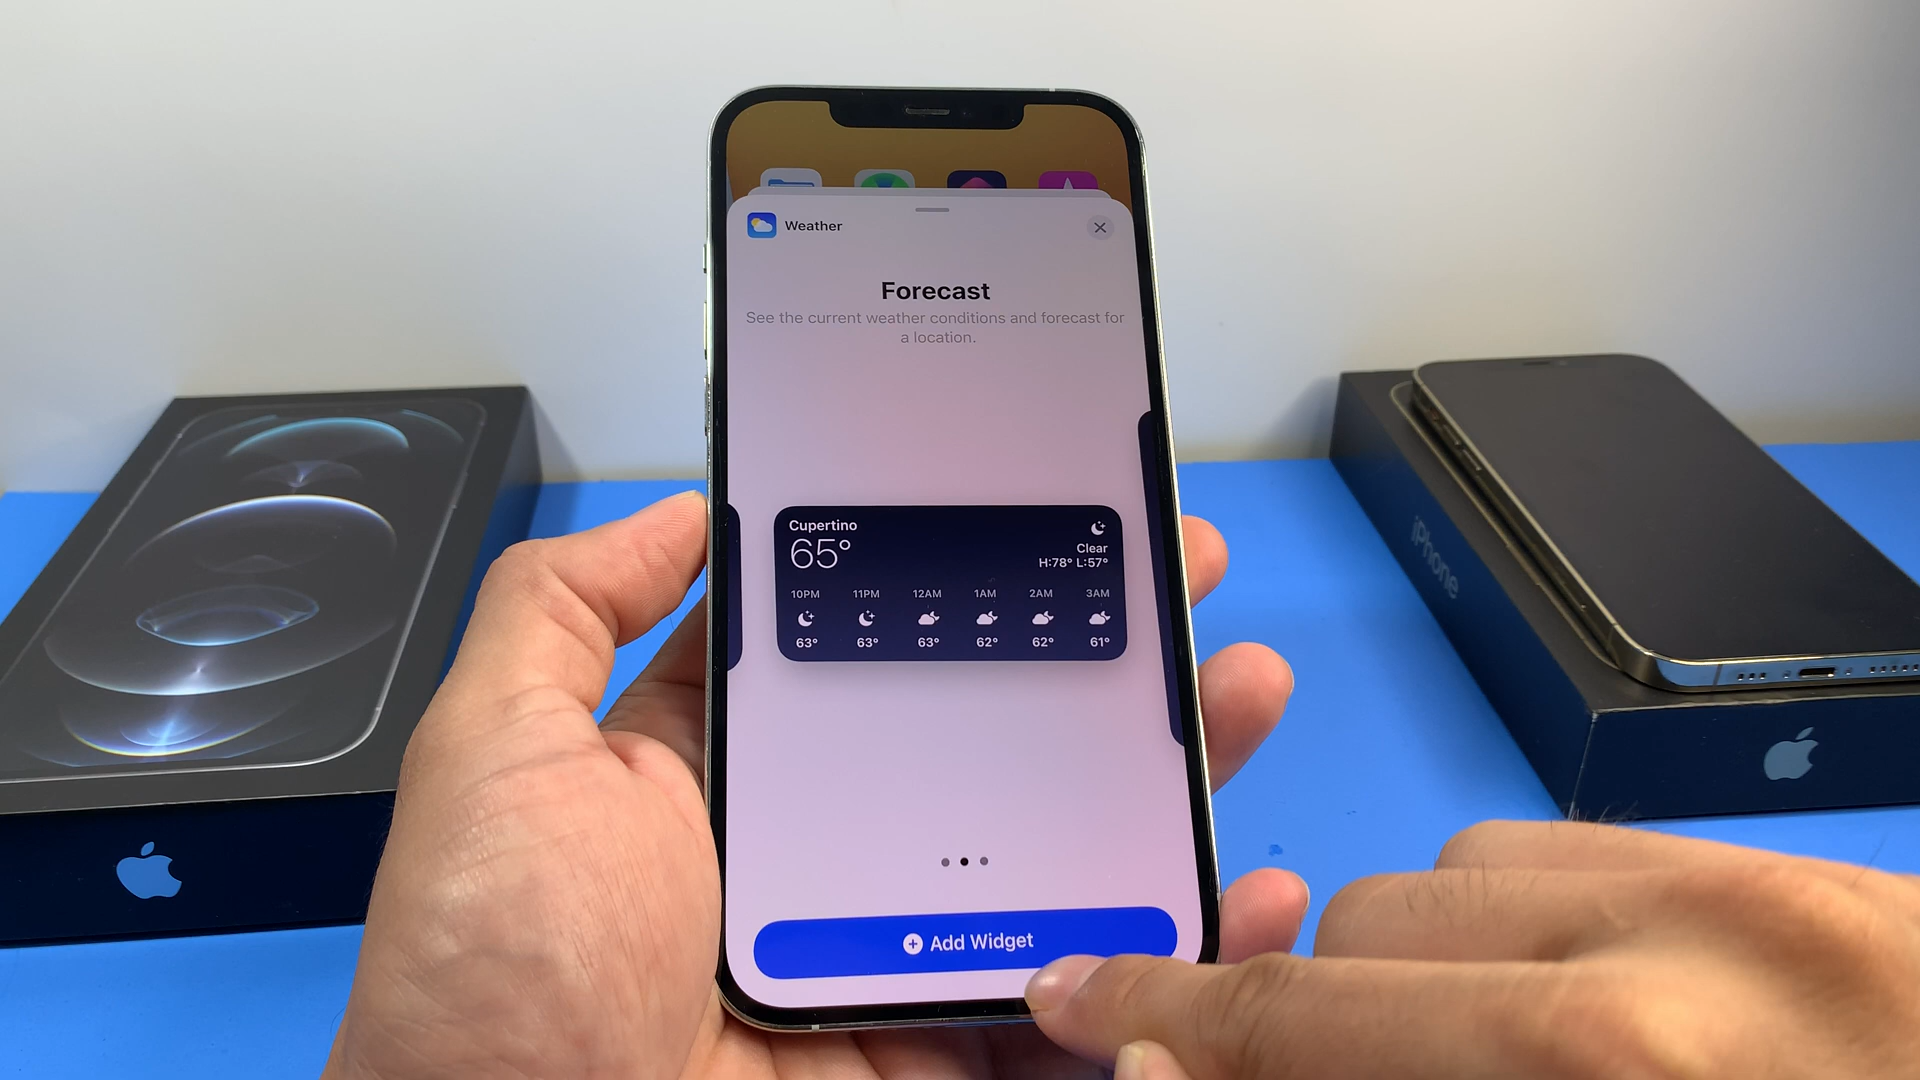 Weather
Forecast
See the current weather conditions and forecast for
a location.
Cupertino
65°
Clear
H:78° L:57°
10PM 11PM 12AM 1AM 2AM 3AM
63° 63° 63° 62° 62° 61°
Add Widget
iPhone